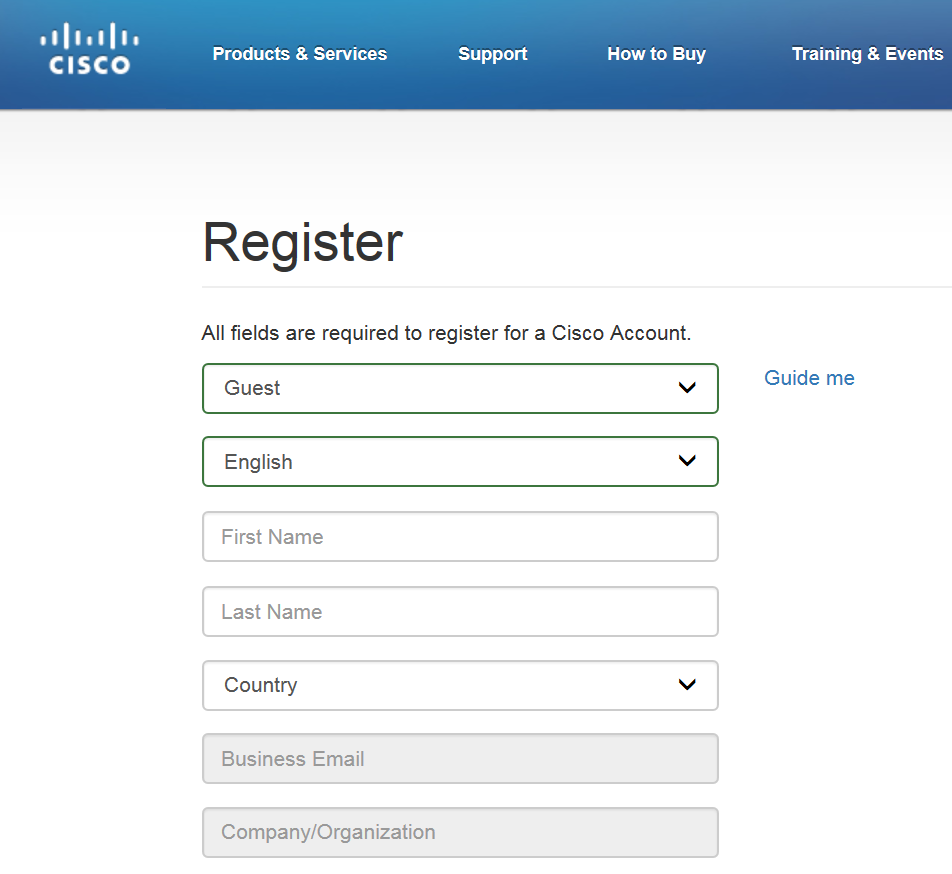 CISCO
Products & Services
Support
How to Buy
Training & Events
Register
All fields are required to register for a Cisco Account.
Guest
Guide me
English
First Name
Last Name
Country
Business Email
Company/Organization